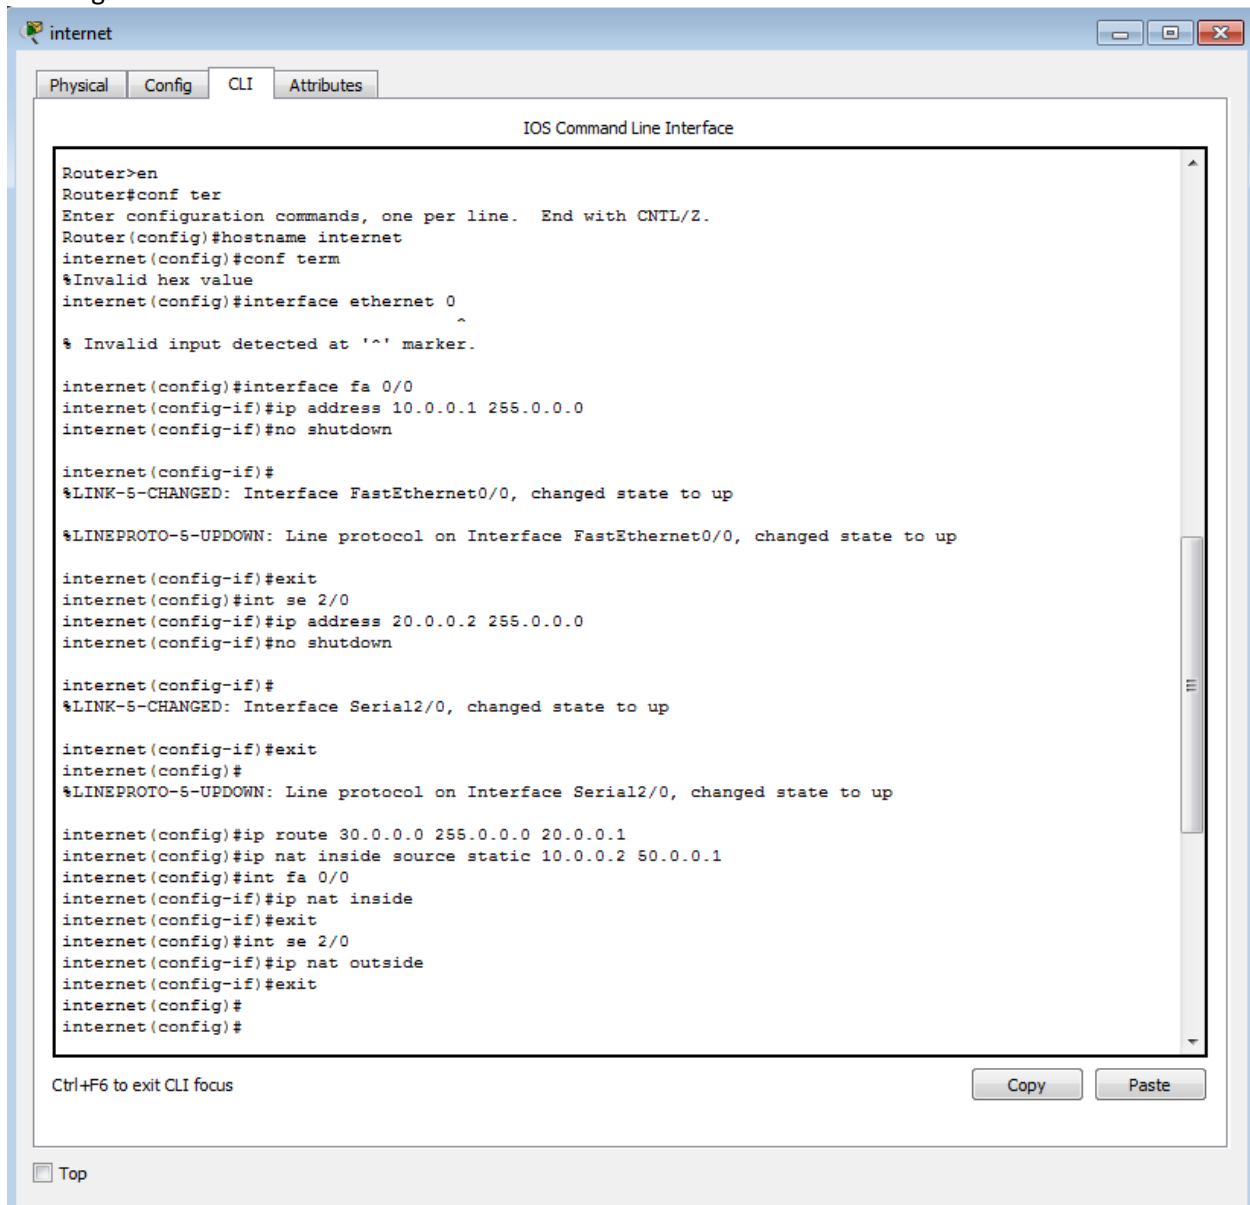 internet
Physical Config CLI Attributes
IOS Command Line Interface
Router>en
Router#conf ter
Enter configuration commands, one per line.  End with CNTL/Z.
Router(config)#hostname internet
internet(config)#conf term
%Invalid hex value
internet(config)#interface ethernet 0
^
% Invalid input detected at '^' marker.
internet(config)#interface fa 0/0
internet(config-if)#ip address 10.0.0.1 255.0.0.0
internet(config-if)#no shutdown
internet(config-if)#
%LINK-5-CHANGED: Interface FastEthernet0/0, changed state to up
%LINEPROTO-5-UPDOWN: Line protocol on Interface FastEthernet0/0, changed state to up
internet(config-if)#exit
internet(config)#int se 2/0
internet(config-if)#ip address 20.0.0.2 255.0.0.0
internet(config-if)#no shutdown
internet(config-if)#
%LINK-5-CHANGED: Interface Serial2/0, changed state to up
internet(config-if)#exit
internet(config)#
%LINEPROTO-5-UPDOWN: Line protocol on Interface Serial2/0, changed state to up
internet(config)#ip route 30.0.0.0 255.0.0.0 20.0.0.1
internet(config)#ip nat inside source static 10.0.0.2 50.0.0.1
internet(config)#int fa 0/0
internet(config-if)#ip nat inside
internet(config-if)#exit
internet(config)#int se 2/0
internet(config-if)#ip nat outside
internet(config-if)#exit
internet(config)#
internet(config)#
Ctrl+F6 to exit CLI focus
Copy Paste
Top